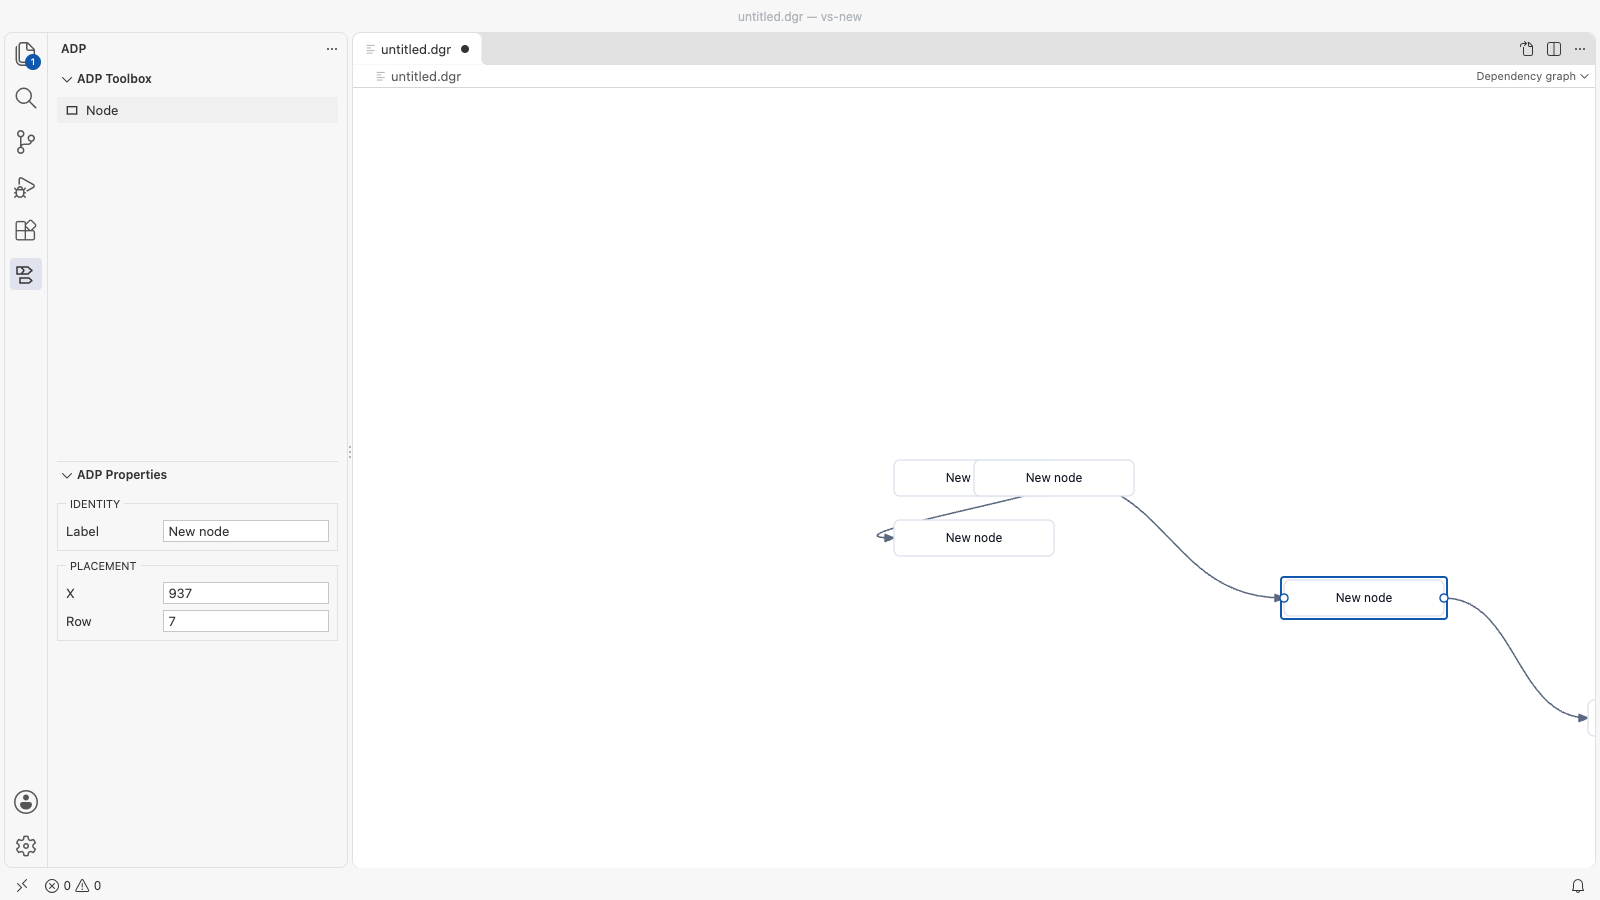 untitled.dgr — vs-new
1
ADP
ADP Toolbox
Node
untitled.dgr
untitled.dgr
Dependency graph
New
New node
New node
New node
ADP Properties
IDENTITY
Label New node
PLACEMENT
X 937
Row 7
0 0